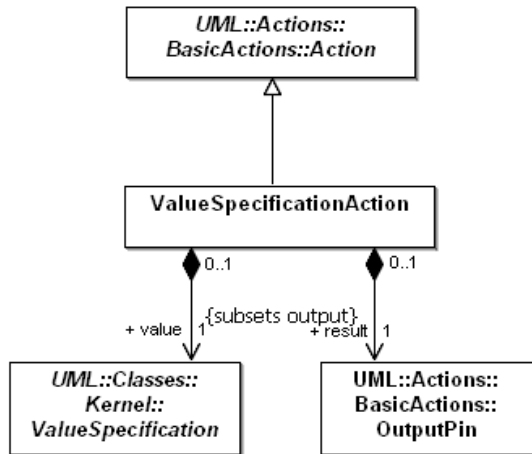 UML::Actions::
BasicActions::Action
ValueSpecificationAction
0..1
0..1
{subsets output}
+ value
1
+ result
1
UML::Classes::
Kernel::
ValueSpecification
UML::Actions::
BasicActions::
OutputPin